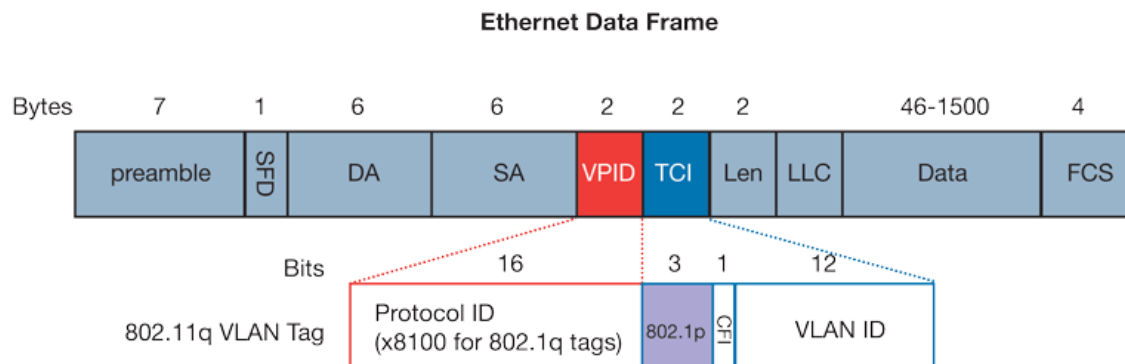 Ethernet Data Frame
Bytes 7 1 6 6 2 2 2 46-1500 4
preamble SFD DA SA VPID TCI Len LLC Data FCS
Bits 16 3 1 12
802.11q VLAN Tag Protocol ID 802.1p CFI VLAN ID
(x8100 for 802.1q tags)